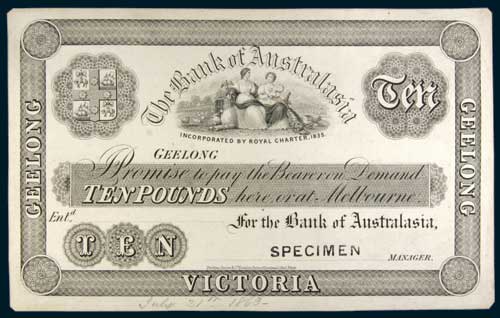 The Bank of Australasia
INCORPORATED BY ROYAL CHARTER, 1835.
Ten
GEELONG
GEELONG
GEELONG
Promise to pay the Bearer on Demand
TEN POUNDS here, or at Melbourne.
Ent.d
For the Bank of Australasia,
TEN
SPECIMEN
MANAGER.
VICTORIA
July 21st 1863